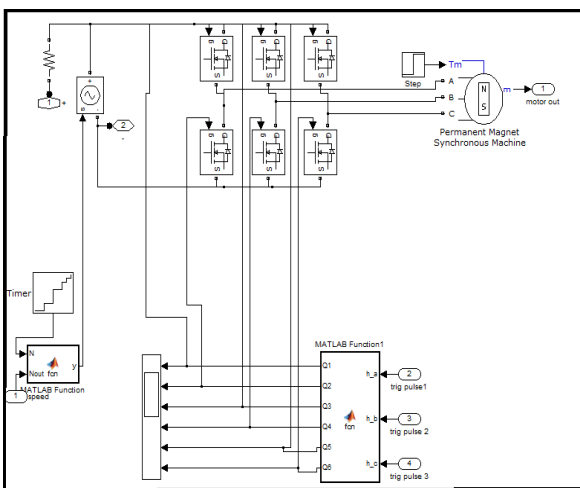 g D S g D S g D S
+
s -
1 +
2
-
g D S g D S g D S
Step
Tm
A
B
C
N
S
m
1
motor out
Permanent Magnet
Synchronous Machine
Timer
N
Nout
fcn
y
MATLAB Function
1
speed
MATLAB Function1
Q1
Q2
Q3
Q4
Q5
Q6
fcn
h_a
h_b
h_c
2
trig pulse1
3
trig pulse 2
4
trig pulse 3